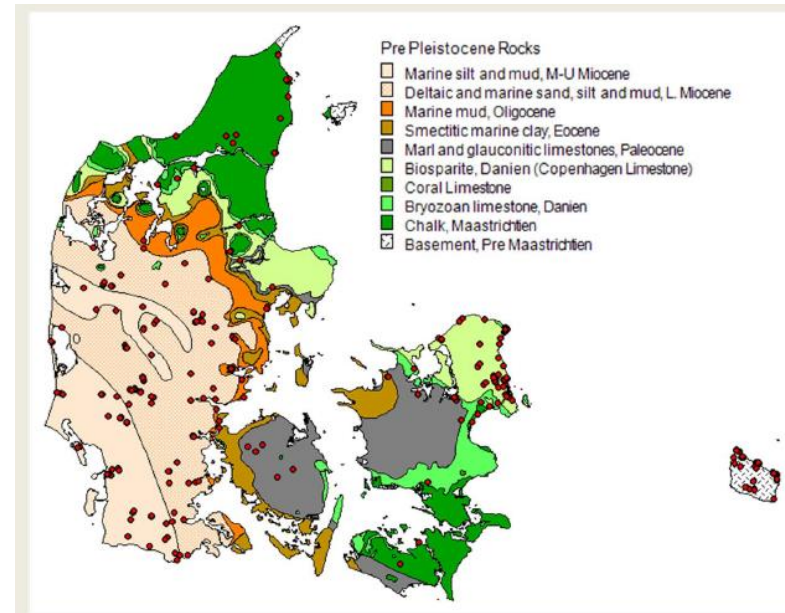 Pre Pleistocene Rocks
Marine silt and mud, M-U Miocene
Deltaic and marine sand, silt and mud, L. Miocene
Marine mud, Oligocene
Smectitic marine clay, Eocene
Marl and glauconitic limestones, Paleocene
Biosparite, Danien (Copenhagen Limestone)
Coral Limestone
Bryozoan limestone, Danien
Chalk, Maastrichtien
Basement, Pre Maastrichtien